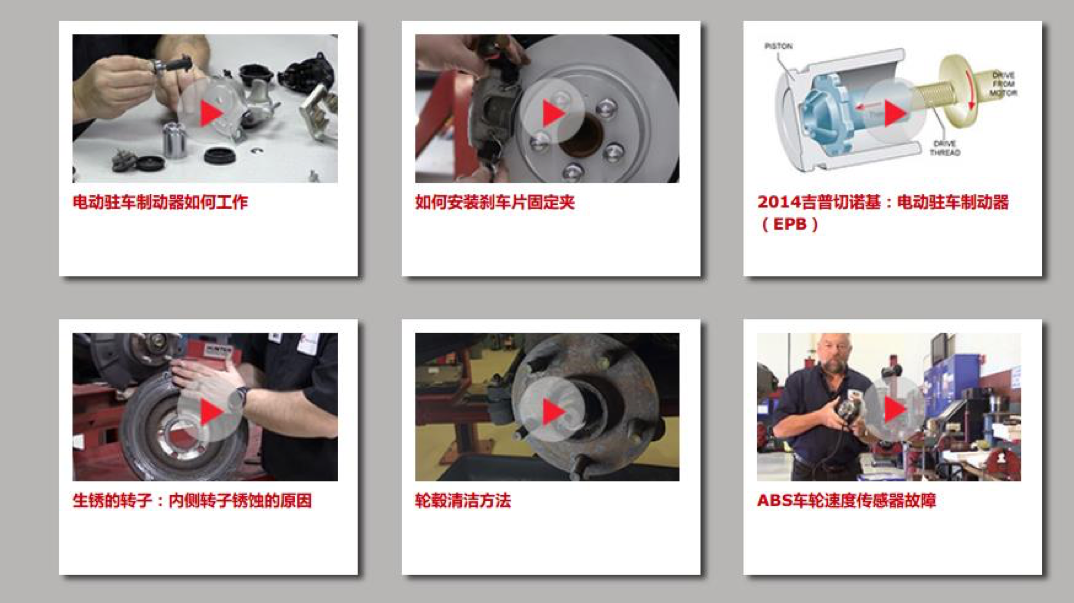 PISTON
DRIVE
FROM
MOTOR
DRIVE
THREAD
电动驻车制动器如何工作
如何安装刹车片固定夹
2014吉普切诺基：电动驻车制动器
（EPB）
HUNTER
生锈的转子：内侧转子锈蚀的原因
轮毂清洁方法
ABS车轮速度传感器故障